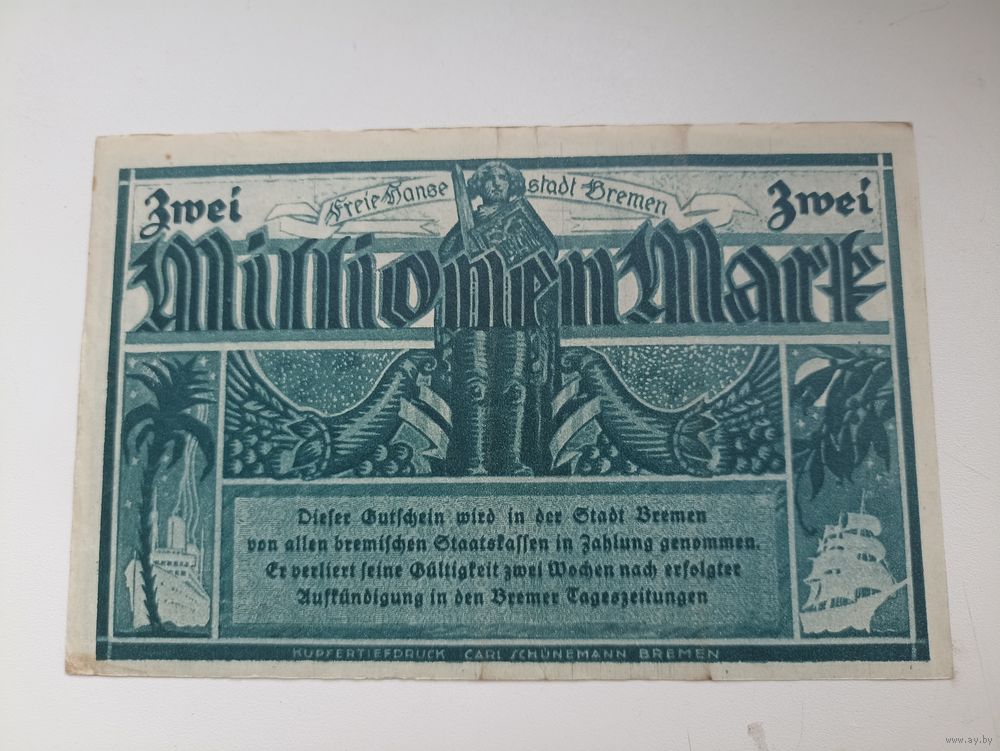 Freie Hansestadt Bremen
Zwei Zwei
Millionen Mark
Dieser Gutschein wird in der Stadt Bremen
von allen bremischen Staatskassen in Zahlung genommen.
Er verliert seine Gültigkeit zwei Wochen nach erfolgter
Aufkündigung in den Bremer Tageszeitungen
KUPFERTIEFDRUCK CARL SCHÜNEMANN BREMEN
www.ay.by